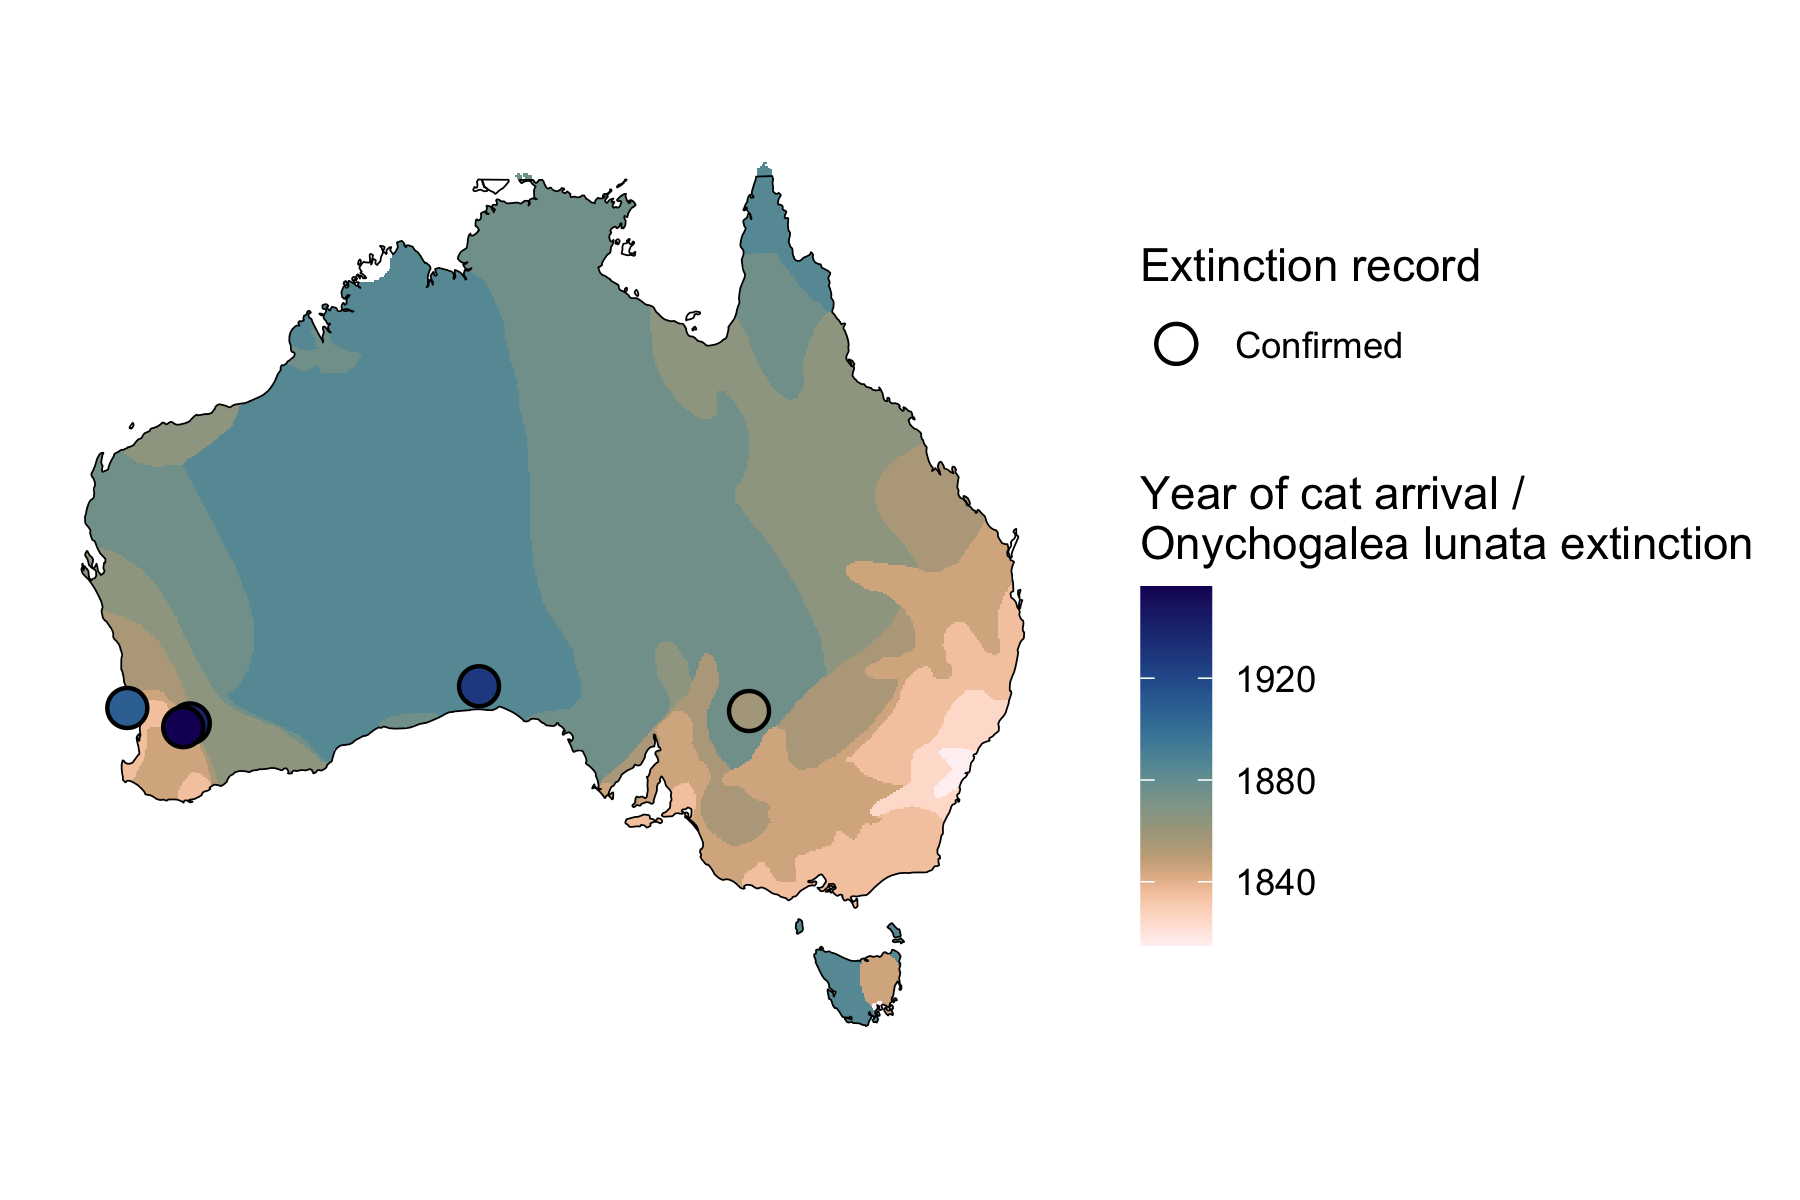 Extinction record
Confirmed
Year of cat arrival /
Onychogalea lunata extinction
1920
1880
1840